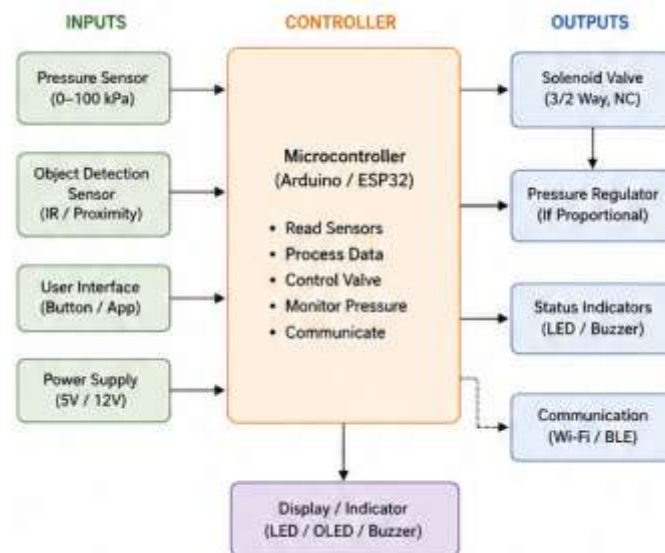 INPUTS
Pressure Sensor
(0–100 kPa)
Object Detection
Sensor
(IR / Proximity)
User Interface
(Button / App)
Power Supply
(5V / 12V)
CONTROLLER
Microcontroller
(Arduino / ESP32)
• Read Sensors
• Process Data
• Control Valve
• Monitor Pressure
• Communicate
OUTPUTS
Solenoid Valve
(3/2 Way, NC)
Pressure Regulator
(If Proportional)
Status Indicators
(LED / Buzzer)
Communication
(Wi-Fi / BLE)
Display / Indicator
(LED / OLED / Buzzer)